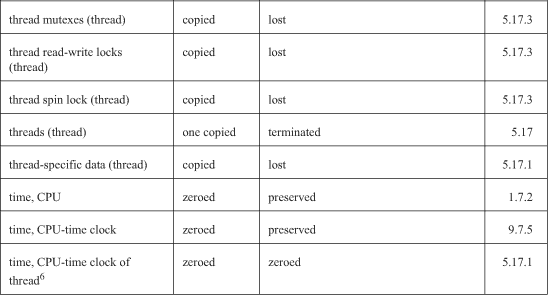 thread mutexes (thread) copied lost 5.17.3
thread read-write locks copied lost 5.17.3
(thread)
thread spin lock (thread) copied lost 5.17.3
threads (thread) one copied terminated 5.17
thread-specific data (thread) copied lost 5.17.1
time, CPU zeroed preserved 1.7.2
time, CPU-time clock zeroed preserved 9.7.5
time, CPU-time clock of zeroed zeroed 5.17.1
thread6